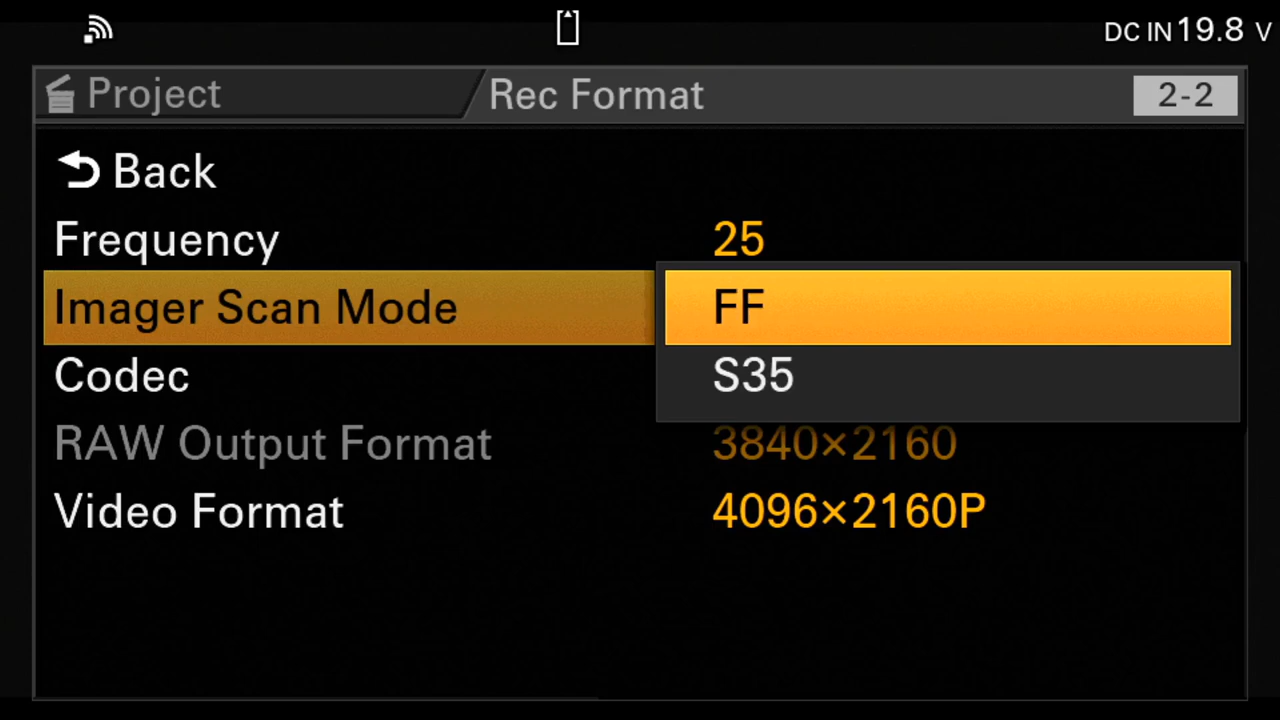 DC IN 19.8 V
Project
Rec Format
2-2
Back
Frequency 25
Imager Scan Mode FF
Codec S35
RAW Output Format 3840×2160
Video Format 4096×2160P